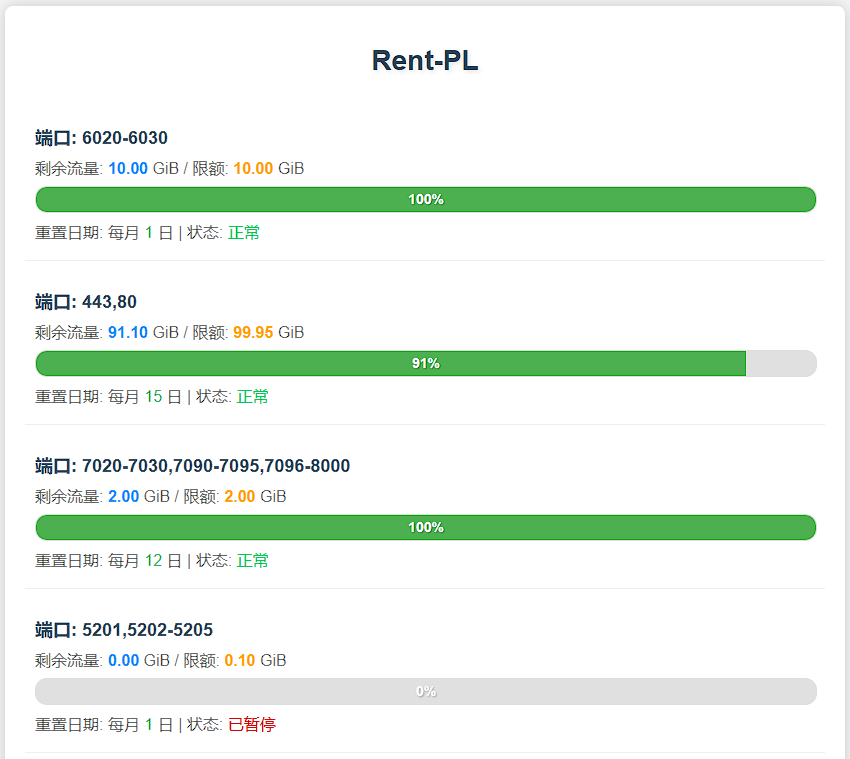 Rent-PL
端口: 6020-6030
剩余流量: 10.00 GiB / 限额: 10.00 GiB
100%
重置日期: 每月 1 日 | 状态: 正常
端口: 443,80
剩余流量: 91.10 GiB / 限额: 99.95 GiB
91%
重置日期: 每月 15 日 | 状态: 正常
端口: 7020-7030,7090-7095,7096-8000
剩余流量: 2.00 GiB / 限额: 2.00 GiB
100%
重置日期: 每月 12 日 | 状态: 正常
端口: 5201,5202-5205
剩余流量: 0.00 GiB / 限额: 0.10 GiB
0%
重置日期: 每月 1 日 | 状态: 已暂停